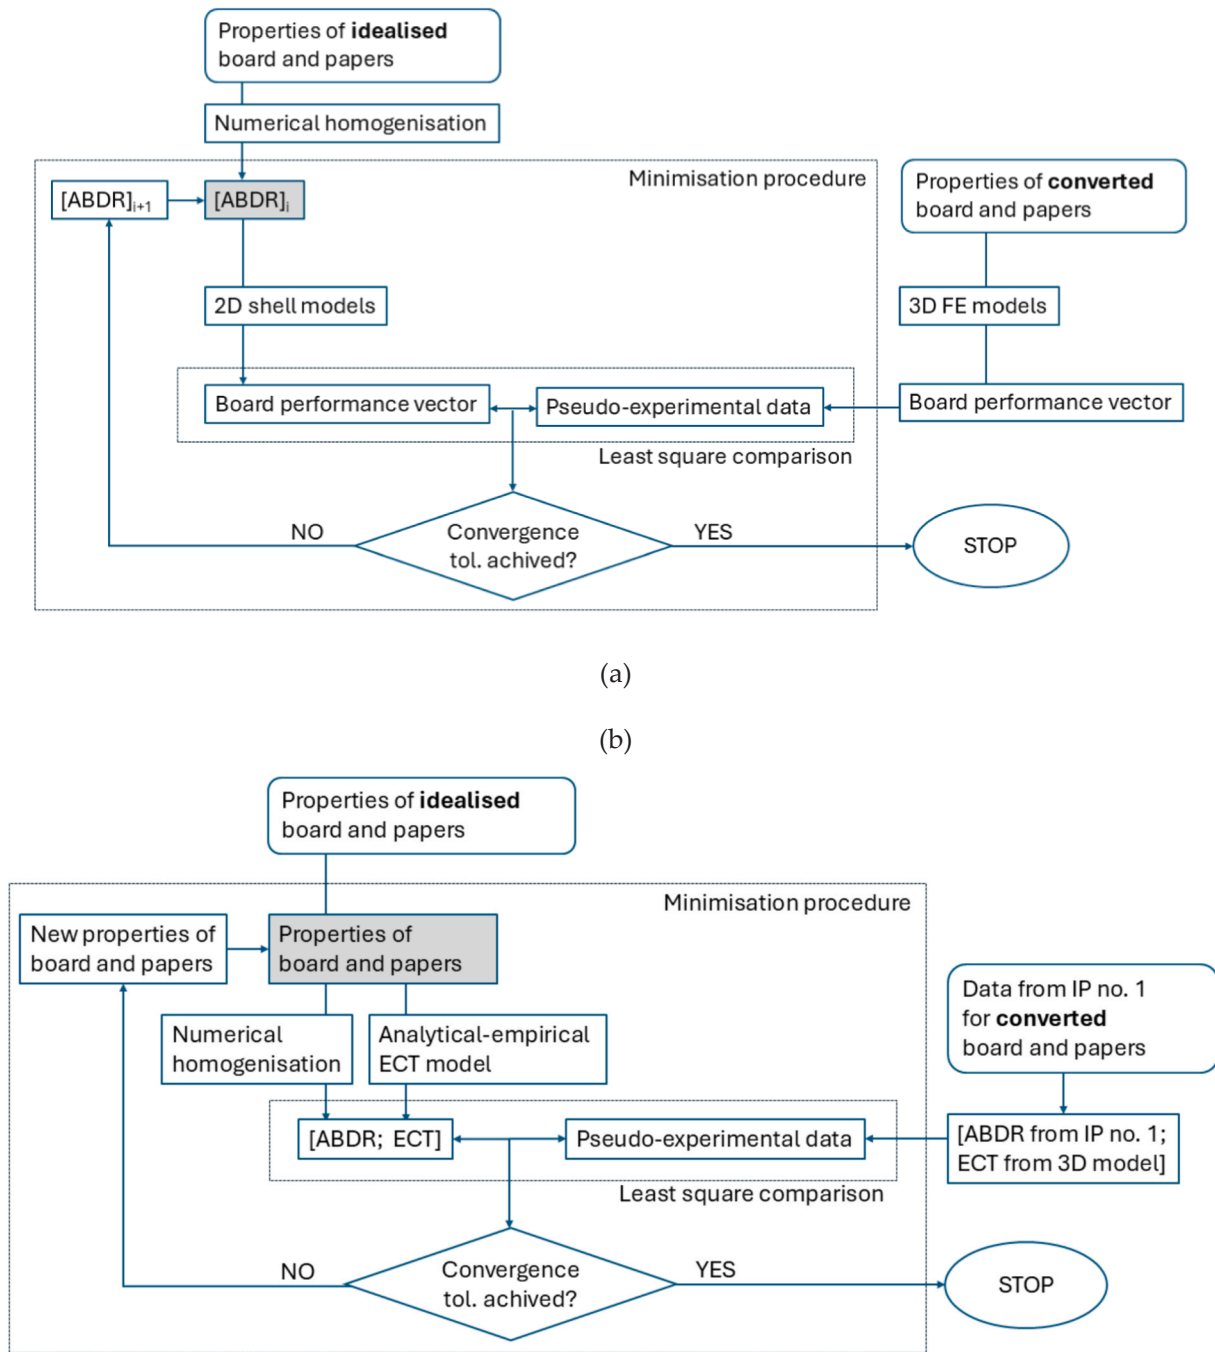 Properties of idealised
board and papers
Numerical homogenisation
Minimisation procedure
[ABDR]i+1
[ABDR]i
Properties of converted
board and papers
2D shell models
3D FE models
Board performance vector
Pseudo-experimental data
Board performance vector
Least square comparison
NO
Convergence
tol. achived?
YES
STOP
(a)
(b)
Properties of idealised
board and papers
Minimisation procedure
New properties of
board and papers
Properties of
board and papers
Data from IP no. 1
for converted
board and papers
Numerical
homogenisation
Analytical-empirical
ECT model
[ABDR; ECT]
Pseudo-experimental data
[ABDR from IP no. 1;
ECT from 3D model]
Least square comparison
NO
Convergence
tol. achived?
YES
STOP